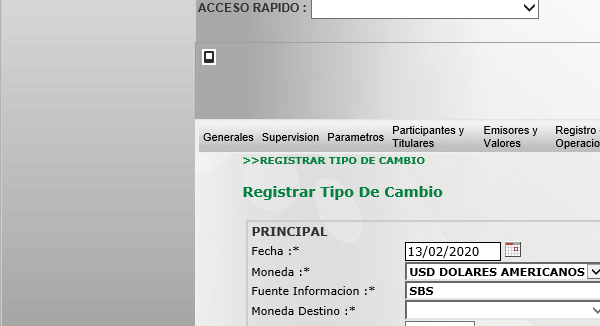 ACCESO RAPIDO :
Generales Supervision Parametros Participantes y Titulares Emisores y Valores Registro
>>REGISTRAR TIPO DE CAMBIO
Registrar Tipo De Cambio
PRINCIPAL
Fecha :* 13/02/2020
Moneda :* USD DOLARES AMERICANOS
Fuente Informacion :* SBS
Moneda Destino :*